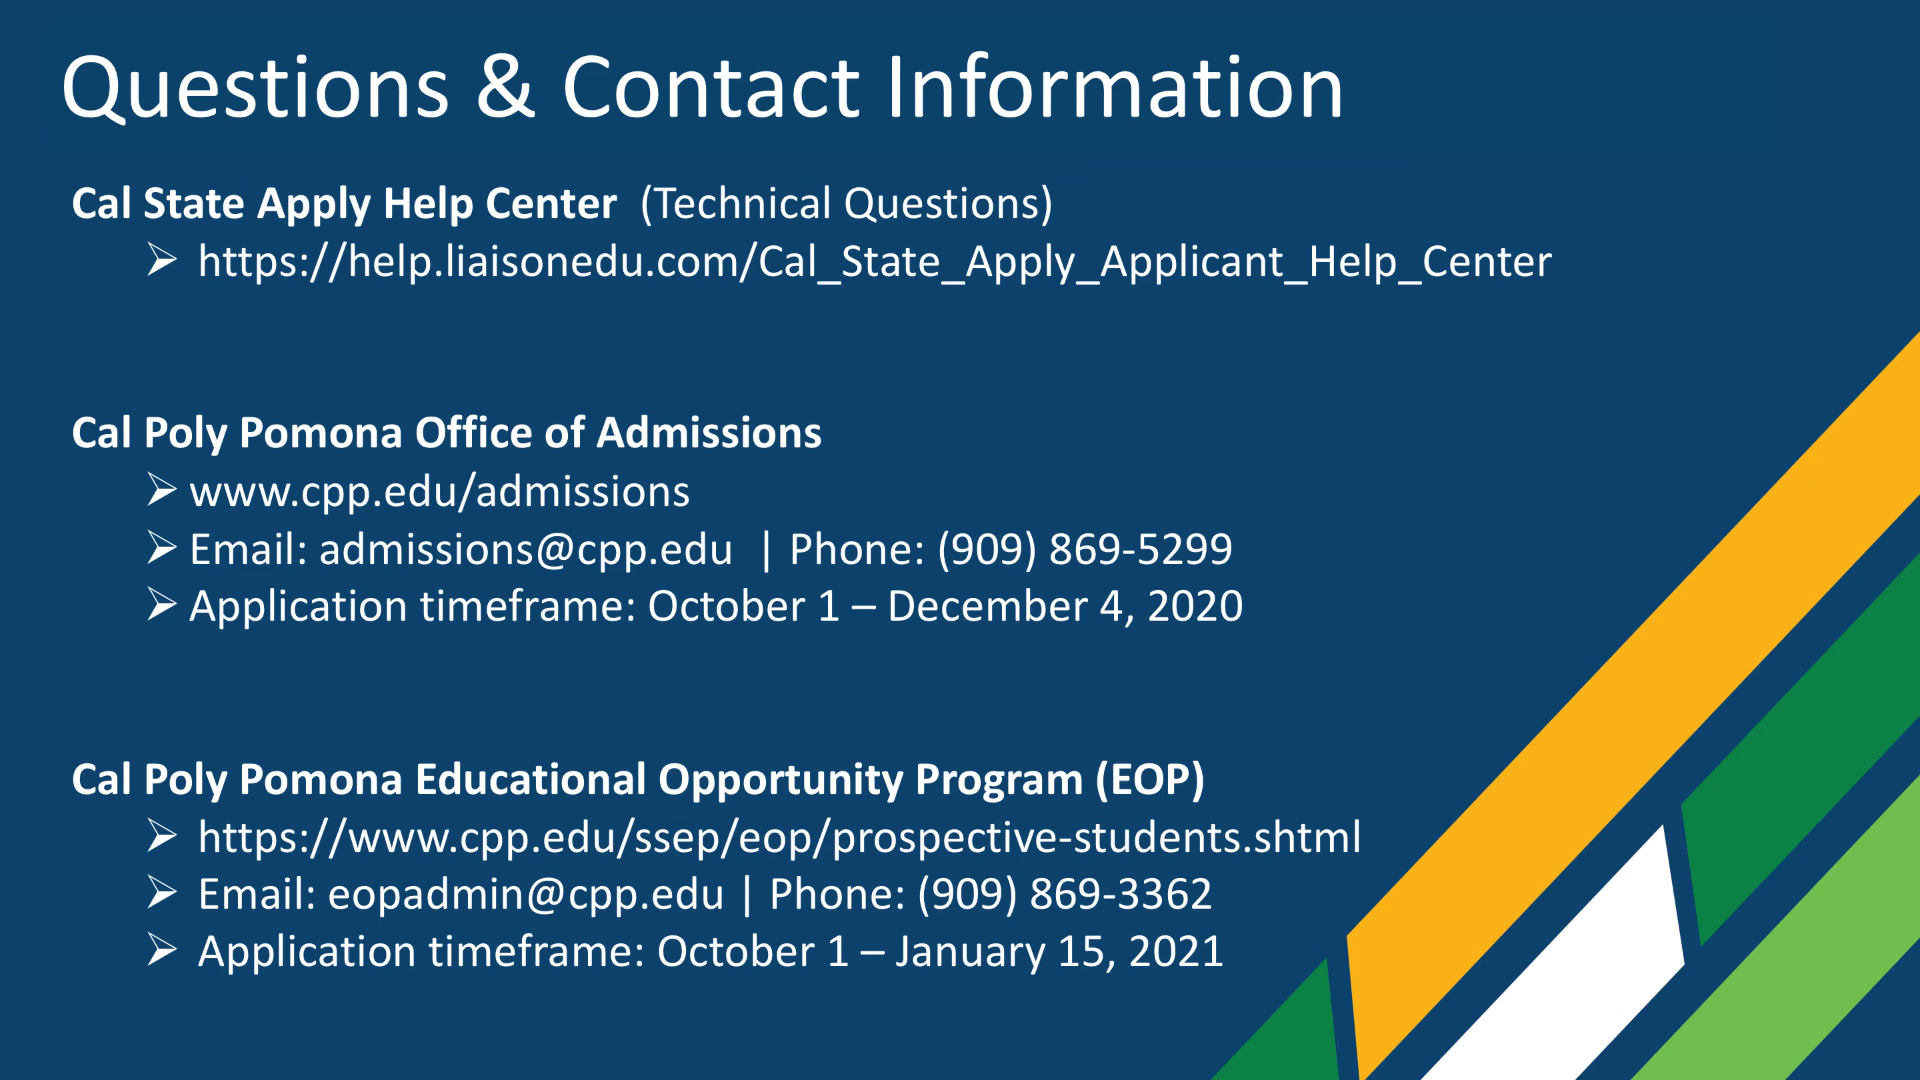 Questions & Contact Information
Cal State Apply Help Center (Technical Questions)
➢ https://help.liaisonedu.com/Cal_State_Apply_Applicant_Help_Center
Cal Poly Pomona Office of Admissions
➢ www.cpp.edu/admissions
➢ Email: admissions@cpp.edu | Phone: (909) 869-5299
➢ Application timeframe: October 1 – December 4, 2020
Cal Poly Pomona Educational Opportunity Program (EOP)
➢ https://www.cpp.edu/ssep/eop/prospective-students.shtml
➢ Email: eopadmin@cpp.edu | Phone: (909) 869-3362
➢ Application timeframe: October 1 – January 15, 2021